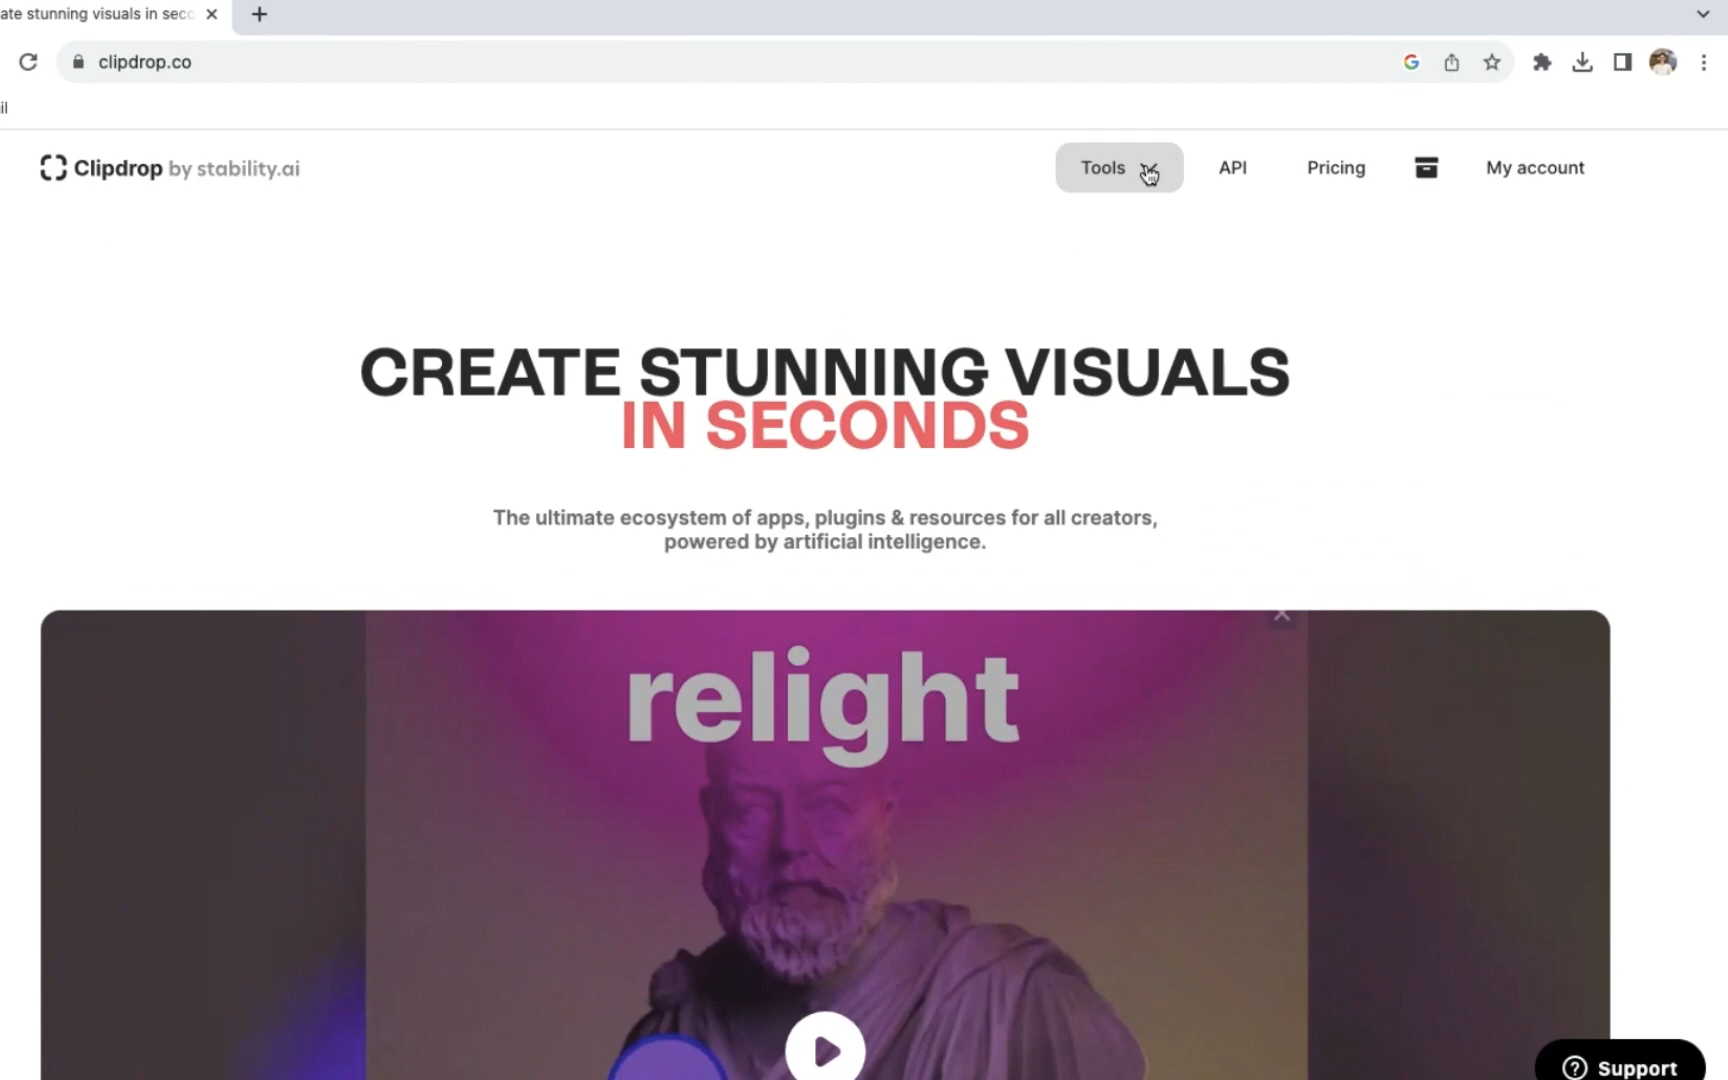 ate stunning visuals in seco
clipdrop.co
il
Clipdrop by stability.ai
Tools
API
Pricing
My account
CREATE STUNNING VISUALS
IN SECONDS
The ultimate ecosystem of apps, plugins & resources for all creators,
powered by artificial intelligence.
relight
Support